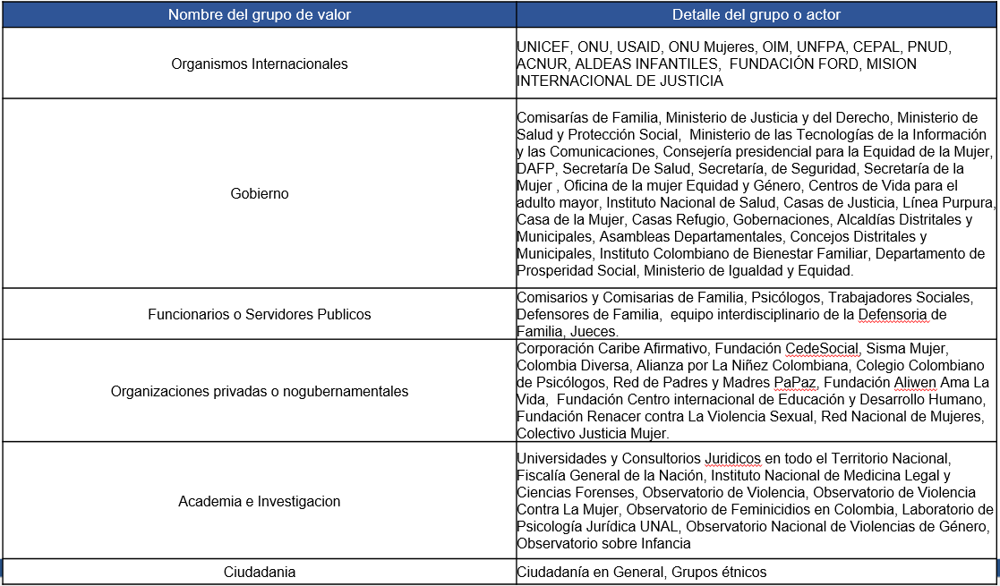 Nombre del grupo de valor
Detalle del grupo o actor
Organismos Internacionales
UNICEF, ONU, USAID, ONU Mujeres, OIM, UNFPA, CEPAL, PNUD,
ACNUR, ALDEAS INFANTILES,  FUNDACIÓN FORD, MISION
INTERNACIONAL DE JUSTICIA
Gobierno
Comisarías de Familia, Ministerio de Justicia y del Derecho, Ministerio de
Salud y Protección Social,  Ministerio de las Tecnologías de la Información
y las Comunicaciones, Consejería presidencial para la Equidad de la Mujer,
DAFP, Secretaría De Salud, Secretaría, de Seguridad, Secretaría de la
Mujer , Oficina de la mujer Equidad y Género, Centros de Vida para el
adulto mayor, Instituto Nacional de Salud, Casas de Justicia, Línea Purpura,
Casa de la Mujer, Casas Refugio, Gobernaciones, Alcaldías Distritales y
Municipales, Asambleas Departamentales, Concejos Distritales y
Municipales, Instituto Colombiano de Bienestar Familiar, Departamento de
Prosperidad Social, Ministerio de Igualdad y Equidad.
Funcionarios o Servidores Publicos
Comisarios y Comisarias de Familia, Psicólogos, Trabajadores Sociales,
Defensores de Familia,  equipo interdisciplinario de la Defensoria de
Familia, Jueces.
Organizaciones privadas o nogubernamentales
Corporación Caribe Afirmativo, Fundación CedeSocial, Sisma Mujer,
Colombia Diversa, Alianza por La Niñez Colombiana, Colegio Colombiano
de Psicólogos, Red de Padres y Madres PaPaz, Fundación Aliwen Ama La
Vida,  Fundación Centro internacional de Educación y Desarrollo Humano,
Fundación Renacer contra La Violencia Sexual, Red Nacional de Mujeres,
Colectivo Justicia Mujer.
Academia e Investigacion
Universidades y Consultorios Juridicos en todo el Territorio Nacional,
Fiscalía General de la Nación, Instituto Nacional de Medicina Legal y
Ciencias Forenses, Observatorio de Violencia, Observatorio de Violencia
Contra La Mujer, Observatorio de Feminicidios en Colombia, Laboratorio de
Psicología Jurídica UNAL, Observatorio Nacional de Violencias de Género,
Observatorio sobre Infancia
Ciudadania
Ciudadanía en General, Grupos étnicos